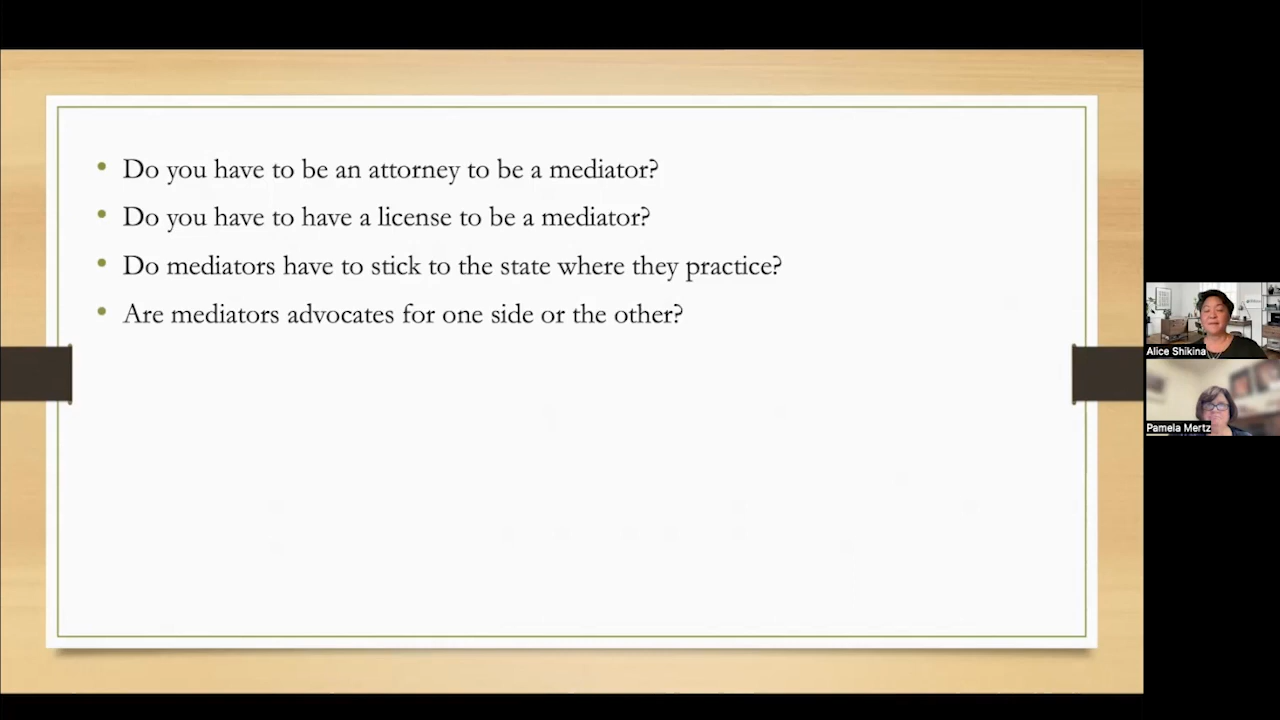 Do you have to be an attorney to be a mediator?
Do you have to have a license to be a mediator?
Do mediators have to stick to the state where they practice?
Are mediators advocates for one side or the other?
Alice Shikina
Pamela Mertz